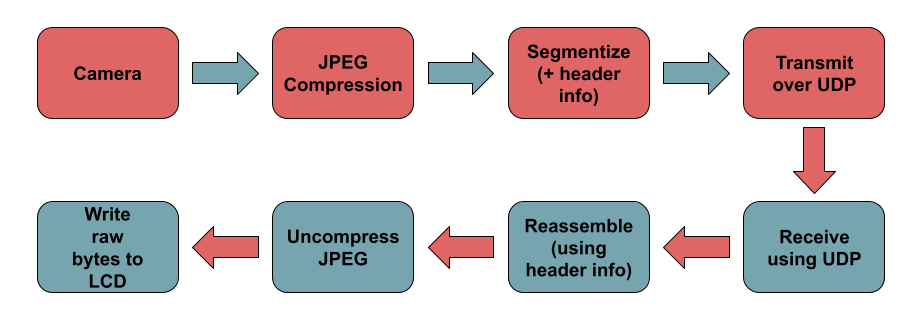 Camera
JPEG
Compression
Segmentize
(+ header
info)
Transmit
over UDP
Write
raw
bytes to
LCD
Uncompress
JPEG
Reassemble
(using
header info)
Receive
using UDP